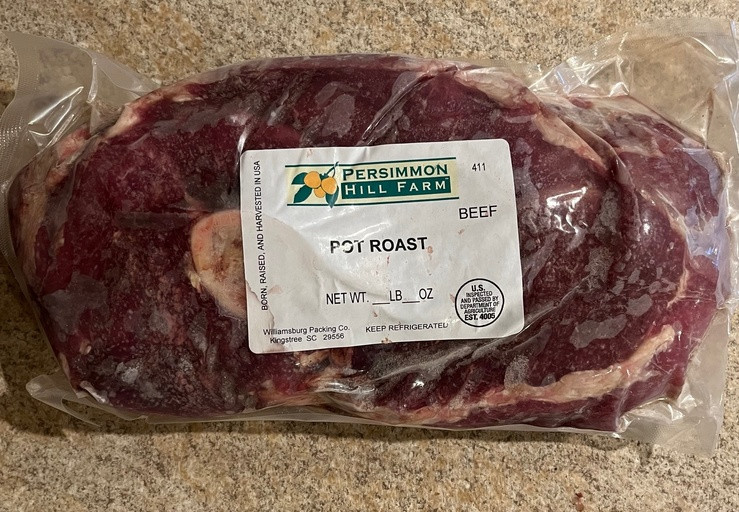 BORN, RAISED, AND HARVESTED IN USA
PERSIMMON
HILL FARM
411
BEEF
POT ROAST
NET WT. ___LB___OZ
U.S.
INSPECTED
AND PASSED BY
DEPARTMENT OF
AGRICULTURE
EST. 4005
Williamsburg Packing Co.
Kingstree SC 29556
KEEP REFRIGERATED